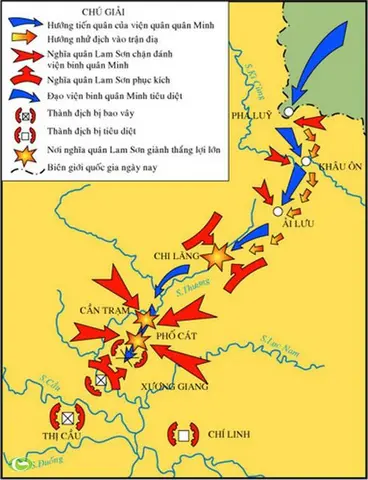 CHÚ GIẢI
Hướng tiến quân của viện quân quân Minh
Hướng nhử địch vào trận địa
Nghĩa quân Lam Sơn chặn đánh
viện binh quân Minh
Nghĩa quân Lam Sơn phục kích
Đạo viện binh quân Minh tiêu diệt
Thành địch bị bao vây
Thành địch bị tiêu diệt
Nơi nghĩa quân Lam Sơn giành thắng lợi lớn
Biên giới quốc gia ngày nay
S.Kì Cùng
PHA LUỸ
KHÂU ÔN
ẢI LƯU
CHI LĂNG
S.Thương
CẦN TRẠM
PHỐ CÁT
S.Lục Nam
XƯƠNG GIANG
S.Cầu
THỊ CẦU
CHÍ LINH
S.Đuống